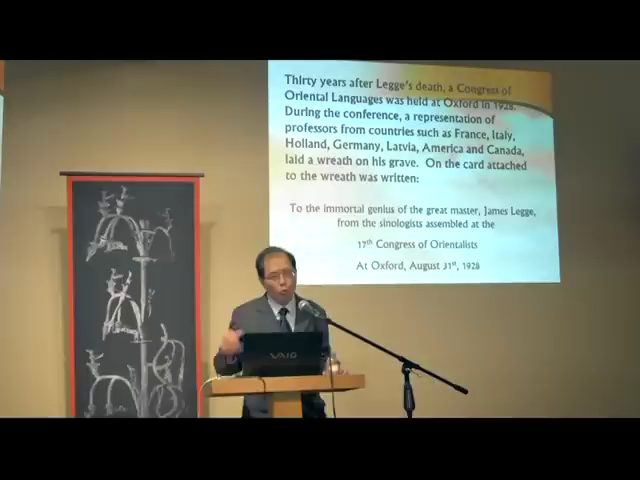 Thirty years after Legge's death, a Congress of
Oriental Languages was held at Oxford in 1928.
During the conference, a representation of
professors from countries such as France, Italy,
Holland, Germany, Latvia, America and Canada,
laid a wreath on his grave. On the card attached
to the wreath was written:
To the immortal genius of the great master, James Legge,
from the sinologists assembled at the
17th Congress of Orientalists
At Oxford, August 31st, 1928
VAIO